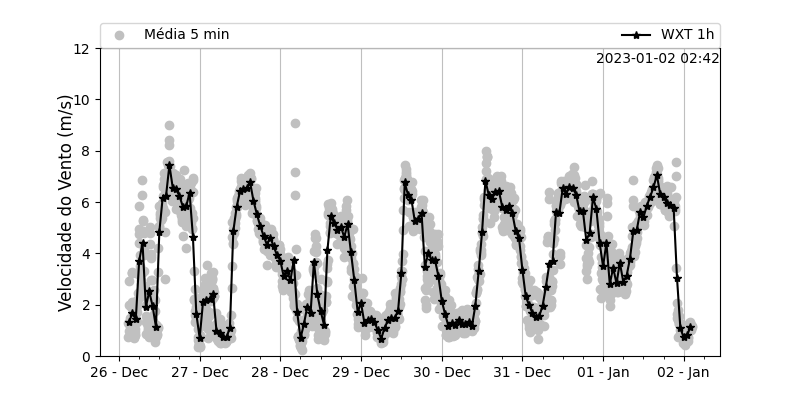 Média 5 min
WXT 1h
2023-01-02 02:42
Velocidade do Vento (m/s)
12
10
8
6
4
2
0
26 - Dec
27 - Dec
28 - Dec
29 - Dec
30 - Dec
31 - Dec
01 - Jan
02 - Jan